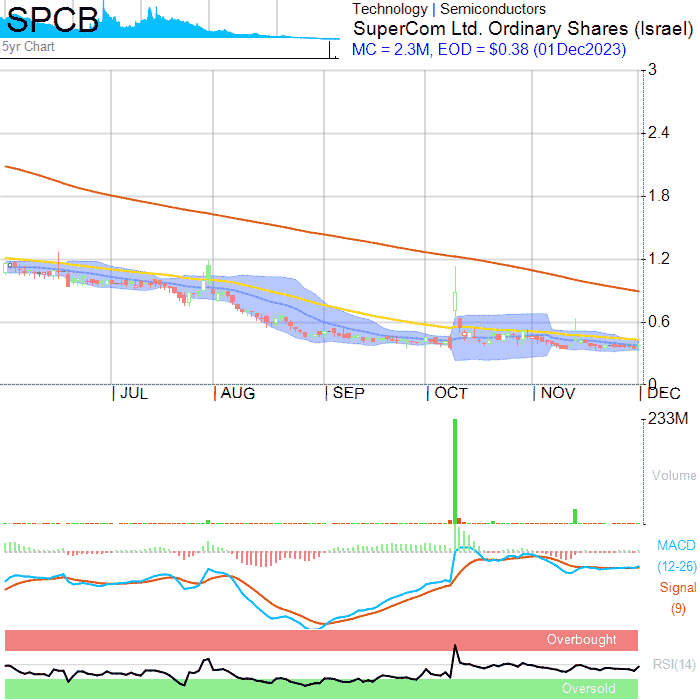 SPCB
Technology | Semiconductors
SuperCom Ltd. Ordinary Shares (Israel)
5yr Chart
MC = 2.3M, EOD = $0.38 (01Dec2023)
3
2.4
1.8
1.2
0.6
0
JUL AUG SEP OCT NOV DEC
233M
Volume
MACD
(12-26)
Signal
(9)
Overbought
RSI(14)
Oversold